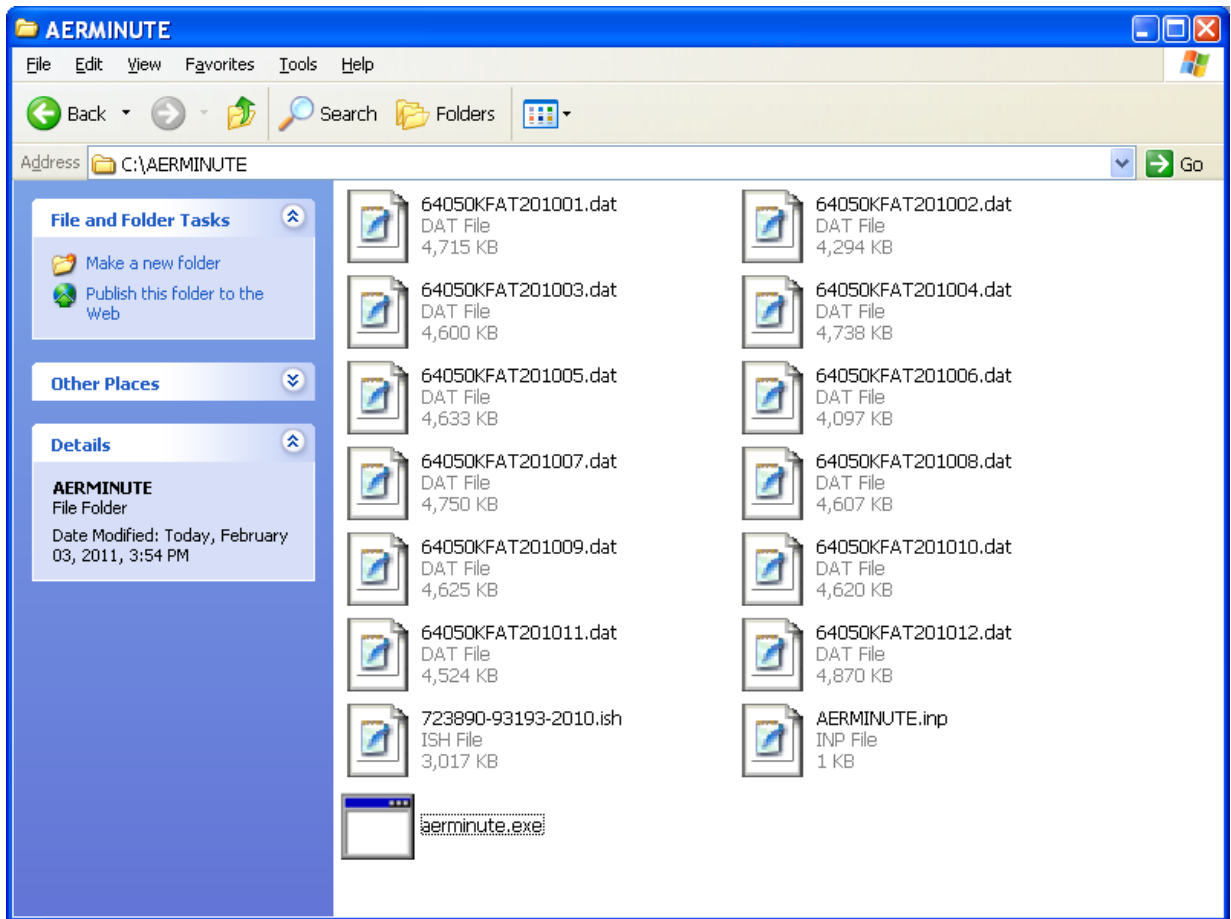 AERMINUTE
File Edit View Favorites Tools Help
Back Search Folders
Address C:\AERMINUTE Go
File and Folder Tasks
Make a new folder
Publish this folder to the
Web
Other Places
Details
AERMINUTE
File Folder
Date Modified: Today, February
03, 2011, 3:54 PM
64050KFAT201001.dat
DAT File
4,715 KB
64050KFAT201002.dat
DAT File
4,294 KB
64050KFAT201003.dat
DAT File
4,600 KB
64050KFAT201004.dat
DAT File
4,738 KB
64050KFAT201005.dat
DAT File
4,633 KB
64050KFAT201006.dat
DAT File
4,097 KB
64050KFAT201007.dat
DAT File
4,750 KB
64050KFAT201008.dat
DAT File
4,607 KB
64050KFAT201009.dat
DAT File
4,625 KB
64050KFAT201010.dat
DAT File
4,620 KB
64050KFAT201011.dat
DAT File
4,524 KB
64050KFAT201012.dat
DAT File
4,870 KB
723890-93193-2010.ish
ISH File
3,017 KB
AERMINUTE.inp
INP File
1 KB
aerminute.exe